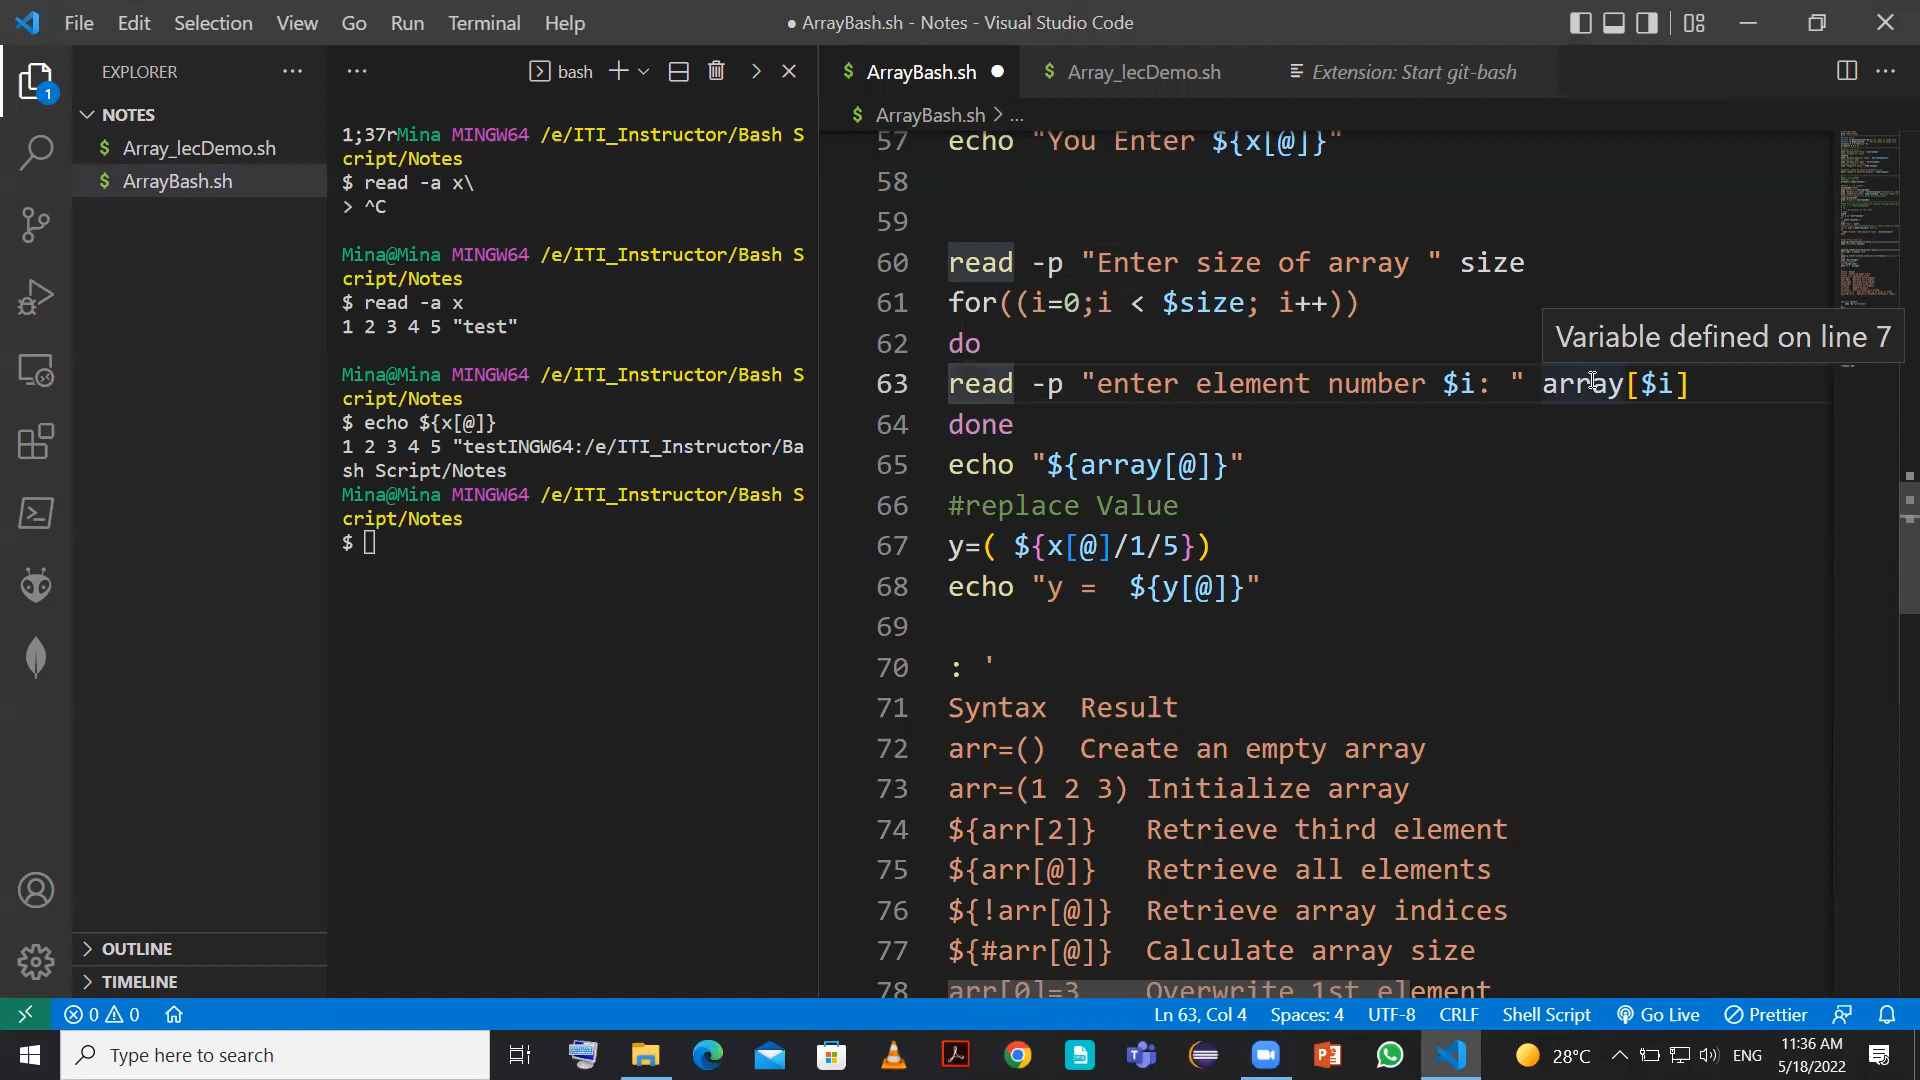 File Edit Selection View Go Run Terminal Help
● ArrayBash.sh - Notes - Visual Studio Code
EXPLORER
1
NOTES
$ Array_lecDemo.sh
$ ArrayBash.sh
OUTLINE
TIMELINE
bash
1;37rMina MINGW64 /e/ITI_Instructor/Bash S
cript/Notes
$ read -a x\
> ^C
Mina@Mina MINGW64 /e/ITI_Instructor/Bash S
cript/Notes
$ read -a x
1 2 3 4 5 "test"
Mina@Mina MINGW64 /e/ITI_Instructor/Bash S
cript/Notes
$ echo ${x[@]}
1 2 3 4 5 "testINGW64:/e/ITI_Instructor/Ba
sh Script/Notes
Mina@Mina MINGW64 /e/ITI_Instructor/Bash S
cript/Notes
$
$ ArrayBash.sh ●
$ Array_lecDemo.sh
Extension: Start git-bash
$ ArrayBash.sh > ...
57 echo "You Enter ${x[@]}"
58
59
60 read -p "Enter size of array " size
61 for((i=0;i < $size; i++))
62 do
Variable defined on line 7
63 read -p "enter element number $i: " array[$i]
64 done
65 echo "${array[@]}"
66 #replace Value
67 y=( ${x[@]/1/5})
68 echo "y =  ${y[@]}"
69
70 : '
71 Syntax  Result
72 arr=()  Create an empty array
73 arr=(1 2 3) Initialize array
74 ${arr[2]}   Retrieve third element
75 ${arr[@]}   Retrieve all elements
76 ${!arr[@]}  Retrieve array indices
77 ${#arr[@]}  Calculate array size
78 arr[0]=3    Overwrite 1st element
0 0
Ln 63, Col 4 Spaces: 4 UTF-8 CRLF Shell Script Go Live Prettier
Type here to search
28°C ENG
11:36 AM
5/18/2022